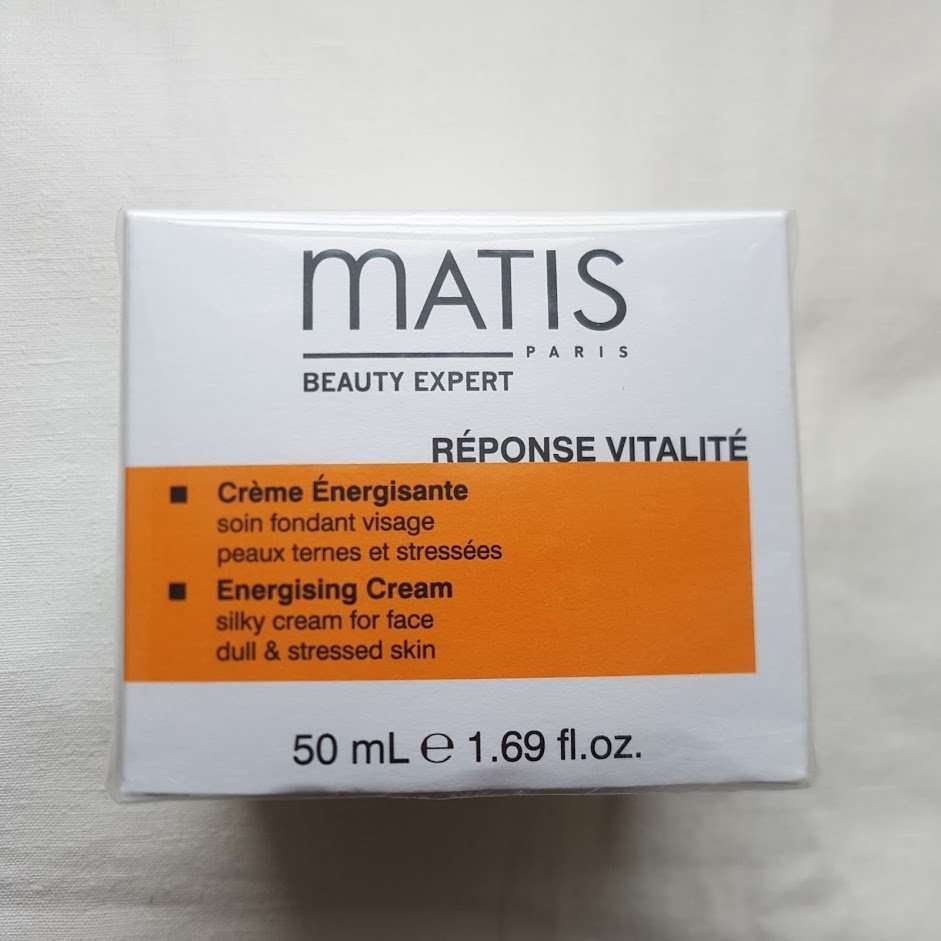 mATIS
PARIS
BEAUTY EXPERT
RÉPONSE VITALITÉ
■ Crème Énergisante
soin fondant visage
peaux ternes et stressées
■ Energising Cream
silky cream for face
dull & stressed skin
50 mL ℮ 1.69 fl.oz.